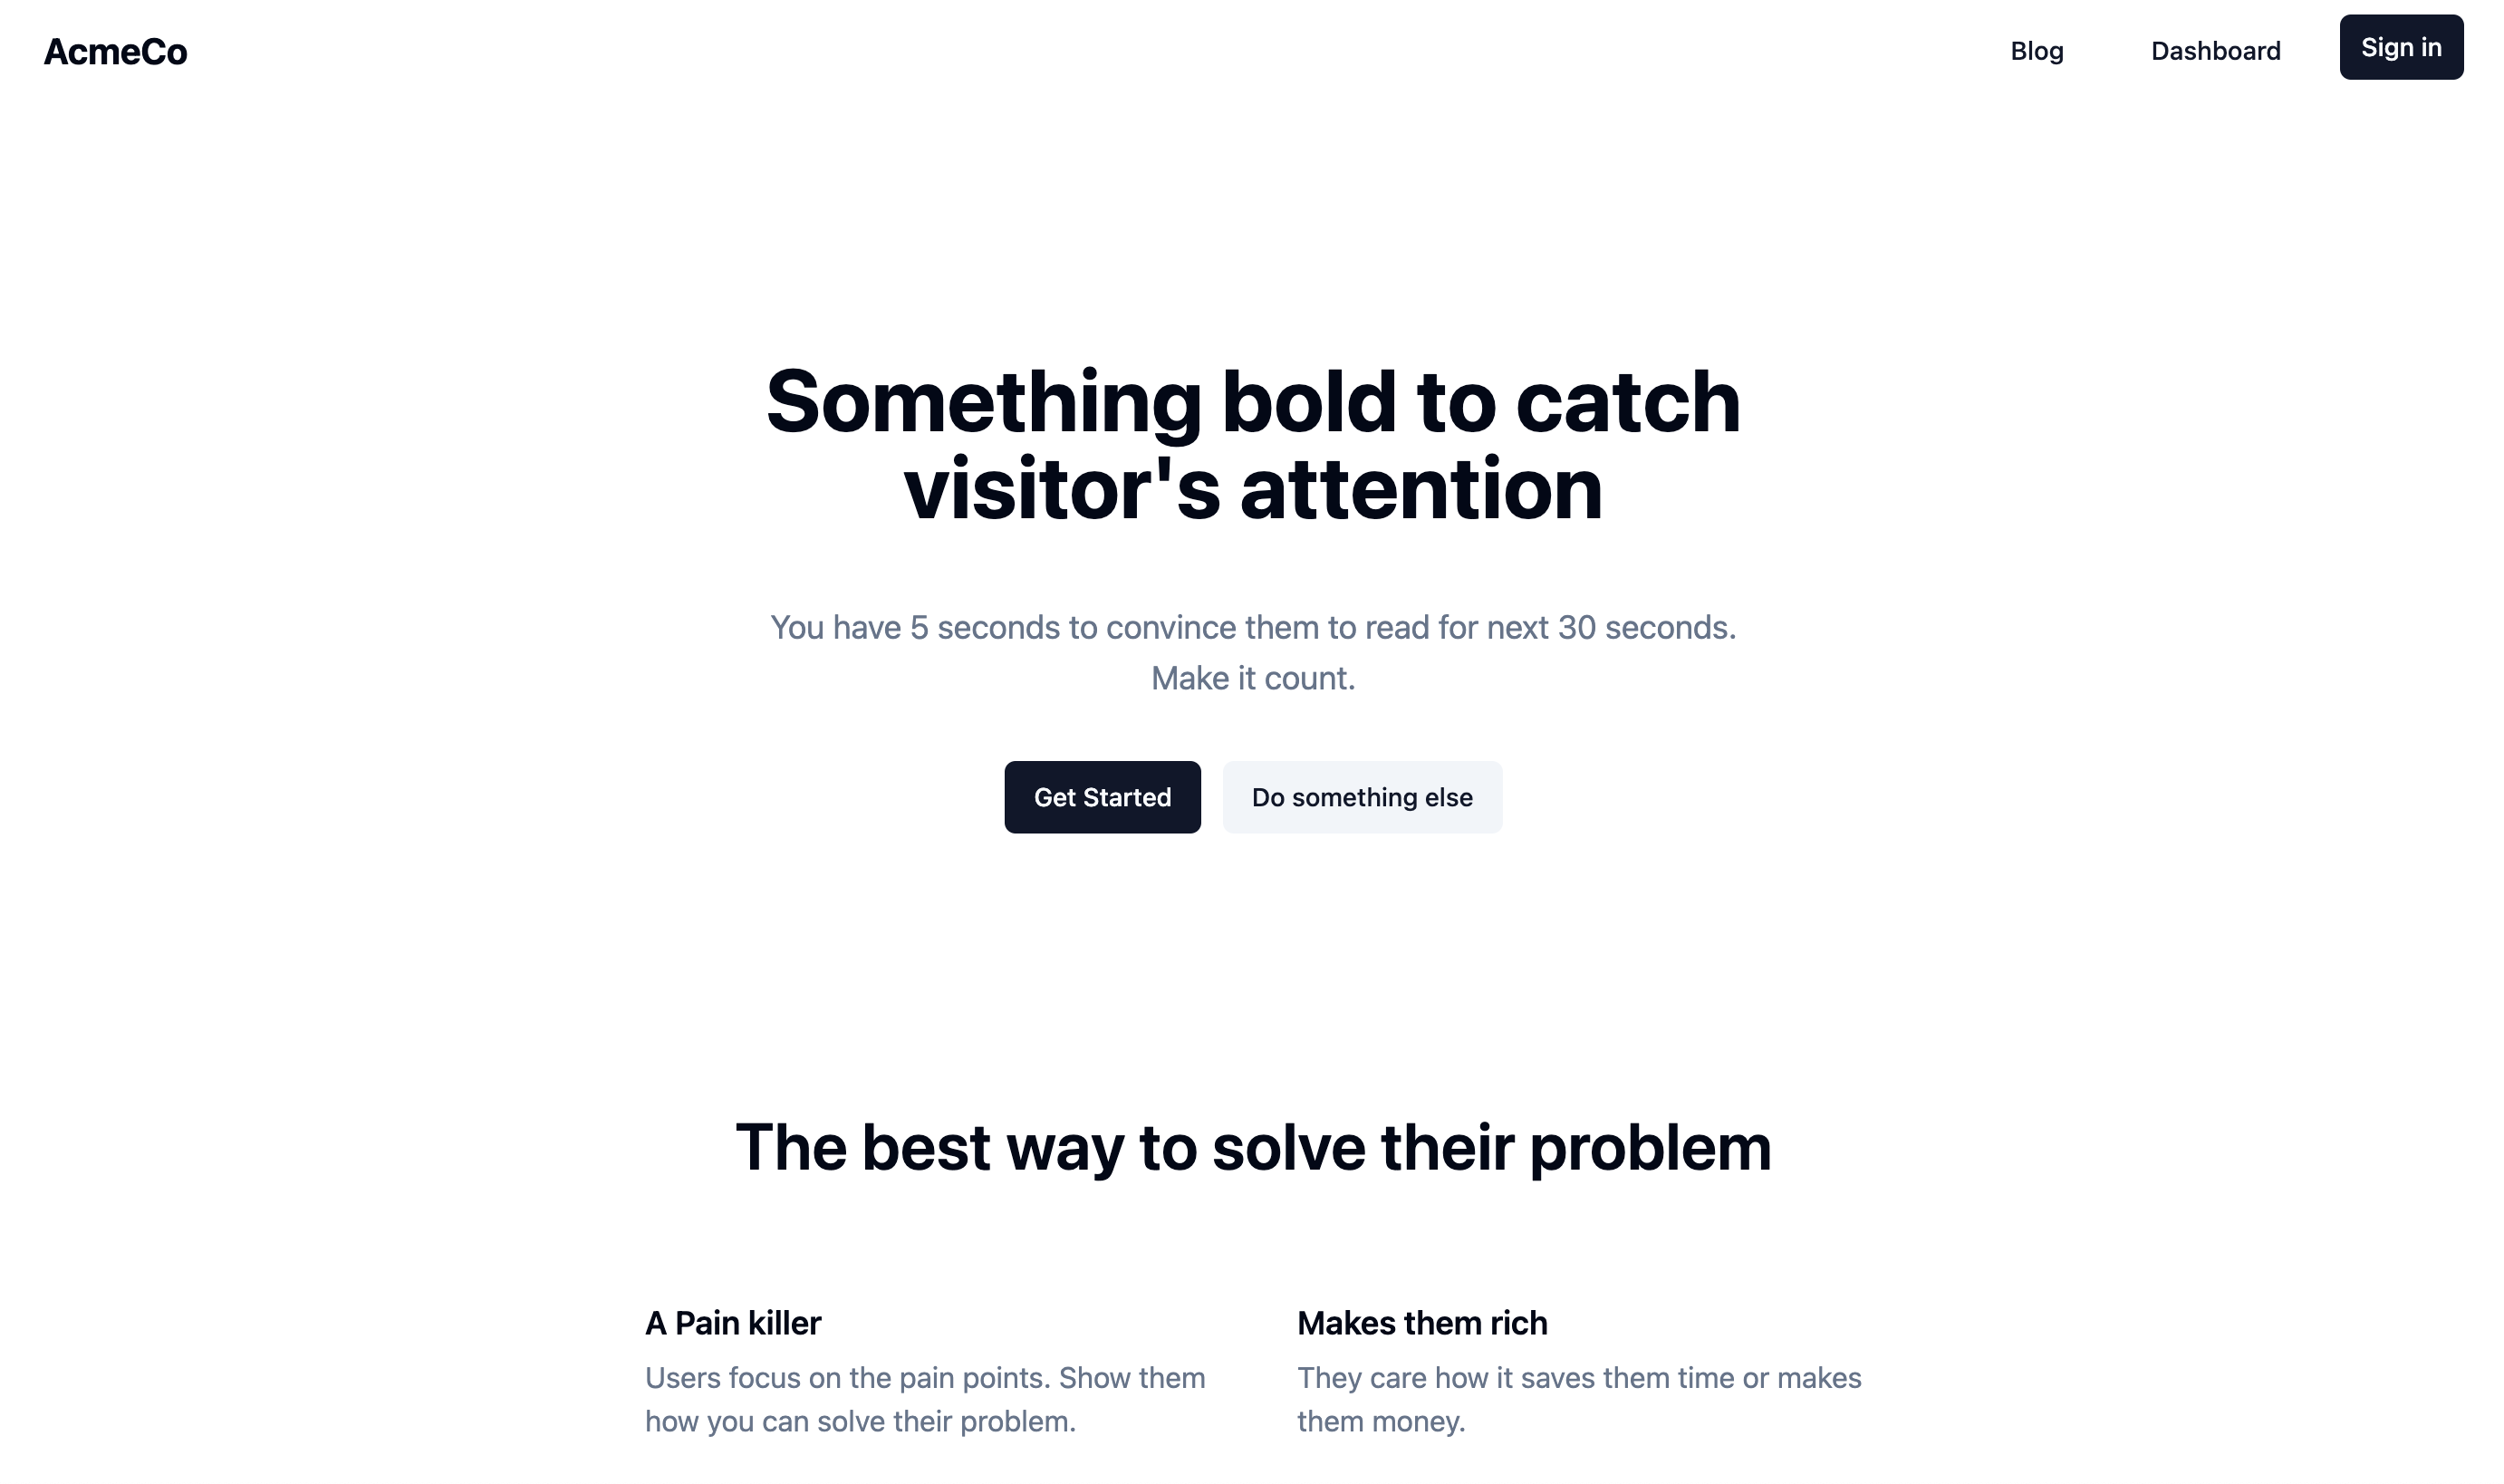 AcmeCo
Blog
Dashboard
Sign in
Something bold to catch
visitor's attention
You have 5 seconds to convince them to read for next 30 seconds.
Make it count.
Get Started
Do something else
The best way to solve their problem
A Pain killer
Users focus on the pain points. Show them
how you can solve their problem.
Makes them rich
They care how it saves them time or makes
them money.